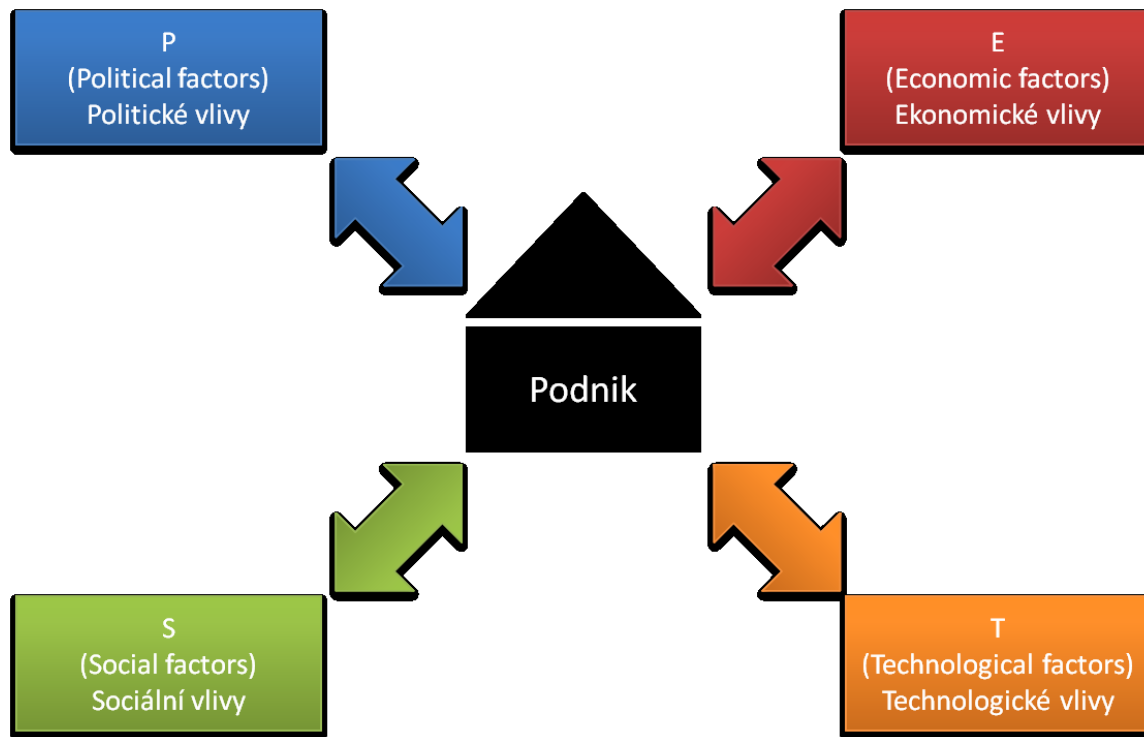 P
(Political factors)
Politické vlivy
E
(Economic factors)
Ekonomické vlivy
Podnik
S
(Social factors)
Sociální vlivy
T
(Technological factors)
Technologické vlivy